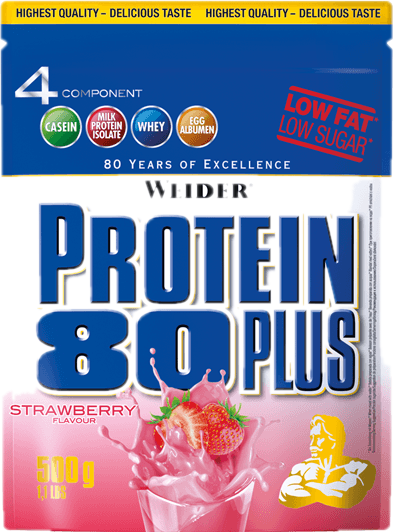 HIGHEST QUALITY – DELICIOUS TASTE HIGHEST QUALITY – DELICIOUS TASTE
4 COMPONENT
CASEIN
MILK
PROTEIN
ISOLATE
WHEY
EGG
ALBUMEN
LOW FAT*
LOW SUGAR*
80 YEARS OF EXCELLENCE
WEIDER
PROTEIN
80 PLUS
STRAWBERRY
FLAVOUR
500 g
1,1 LBS